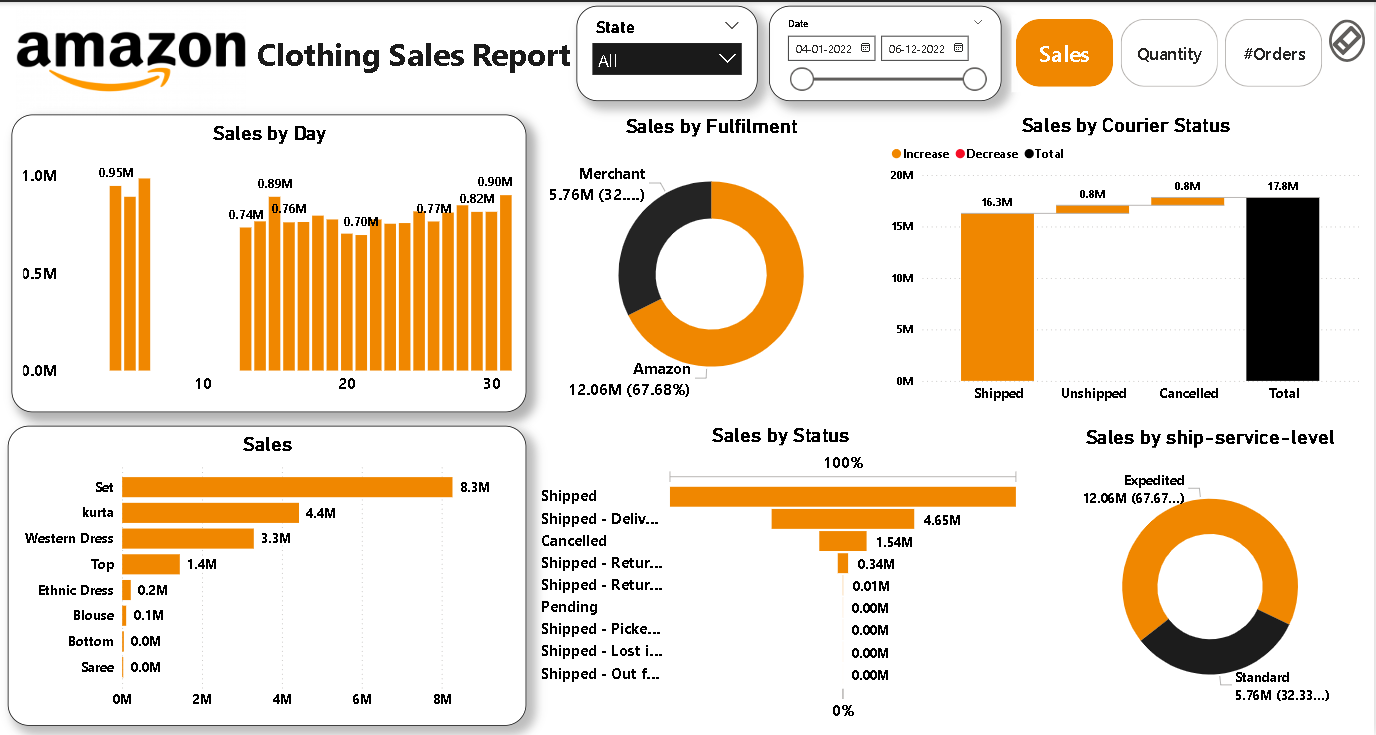 amazon Clothing Sales Report
State
All
Date
04-01-2022
06-12-2022
Sales
Quantity
#Orders
Sales by Day
1.0M
0.5M
0.0M
0.95M
0.74M
0.89M
0.76M
0.70M
0.77M
0.82M
0.90M
10
20
30
Sales by Fulfilment
Merchant
5.76M (32....)
Amazon
12.06M (67.68%)
Sales by Courier Status
Increase Decrease Total
20M
15M
10M
5M
0M
16.3M
0.8M
0.8M
17.8M
Shipped
Unshipped
Cancelled
Total
Sales
Set 8.3M
kurta 4.4M
Western Dress 3.3M
Top 1.4M
Ethnic Dress 0.2M
Blouse 0.1M
Bottom 0.0M
Saree 0.0M
0M 2M 4M 6M 8M
Sales by Status
100%
Shipped
Shipped - Deliv... 4.65M
Cancelled 1.54M
Shipped - Retur... 0.34M
Shipped - Retur... 0.01M
Pending 0.00M
Shipped - Picke... 0.00M
Shipped - Lost i... 0.00M
Shipped - Out f... 0.00M
0%
Sales by ship-service-level
Expedited
12.06M (67.67...)
Standard
5.76M (32.33...)